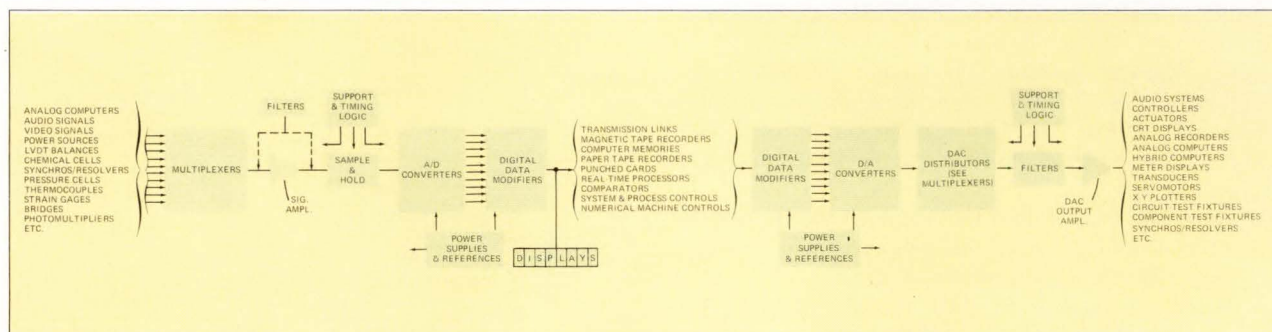 ANALOG COMPUTERS
AUDIO SIGNALS
VIDEO SIGNALS
POWER SOURCES
LVDT BALANCES
CHEMICAL CELLS
SYNCHROS/RESOLVERS
PRESSURE CELLS
THERMOCOUPLES
STRAIN GAGES
BRIDGES
PHOTOMULTIPLIERS
ETC.
MULTIPLEXERS
FILTERS
SIG.
AMPL.
SUPPORT
& TIMING
LOGIC
SAMPLE
&
HOLD
A/D
CONVERTERS
POWER
SUPPLIES
& REFERENCES
DIGITAL
DATA
MODIFIERS
DISPLAYS
TRANSMISSION LINKS
MAGNETIC TAPE RECORDERS
COMPUTER MEMORIES
PAPER TAPE RECORDERS
PUNCHED CARDS
REAL-TIME PROCESSORS
COMPARATORS
SYSTEM & PROCESS CONTROLS
NUMERICAL MACHINE CONTROLS
DIGITAL
DATA
MODIFIERS
D/A
CONVERTERS
POWER
SUPPLIES
& REFERENCES
DAC
DISTRIBUTORS
(SEE
MULTIPLEXERS)
SUPPORT
& TIMING
LOGIC
FILTERS
DAC
OUTPUT
AMPL.
AUDIO SYSTEMS
CONTROLLERS
ACTUATORS
CRT DISPLAYS
ANALOG RECORDERS
ANALOG COMPUTERS
HYBRID COMPUTERS
METER DISPLAYS
TRANSDUCERS
SERVOMOTORS
X Y PLOTTERS
CIRCUIT TEST FIXTURES
COMPONENT TEST FIXTURES
SYNCHROS/RESOLVERS
ETC.